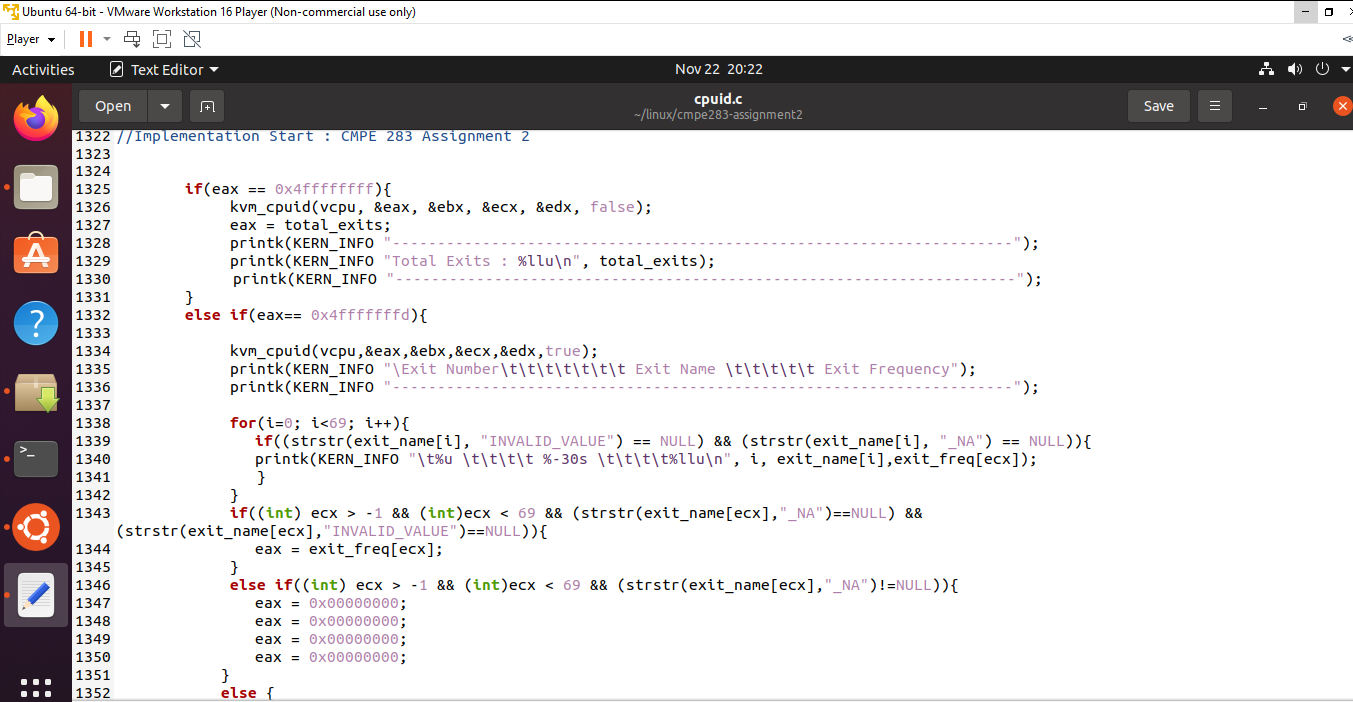 Ubuntu 64-bit - VMware Workstation 16 Player (Non-commercial use only)
Player
Activities Text Editor Nov 22 20:22
Open cpuid.c Save
~/linux/cmpe283-assignment2
1322 //Implementation Start : CMPE 283 Assignment 2
1323
1324
1325 if(eax == 0x4ffffffff){
1326 kvm_cpuid(vcpu, &eax, &ebx, &ecx, &edx, false);
1327 eax = total_exits;
1328 printk(KERN_INFO "---------------------------------------------------------------------");
1329 printk(KERN_INFO "Total Exits : %llu\n", total_exits);
1330 printk(KERN_INFO "---------------------------------------------------------------------");
1331 }
1332 else if(eax== 0x4fffffffd){
1333
1334 kvm_cpuid(vcpu,&eax,&ebx,&ecx,&edx,true);
1335 printk(KERN_INFO "\Exit Number\t\t\t\t\t\t\t Exit Name \t\t\t\t\t Exit Frequency");
1336 printk(KERN_INFO "---------------------------------------------------------------------");
1337
1338 for(i=0; i<69; i++){
1339 if((strstr(exit_name[i], "INVALID_VALUE") == NULL) && (strstr(exit_name[i], "_NA") == NULL)){
1340 printk(KERN_INFO "\t%u \t\t\t\t %-30s \t\t\t\t%llu\n", i, exit_name[i],exit_freq[ecx]);
1341 }
1342 }
1343 if((int) ecx > -1 && (int)ecx < 69 && (strstr(exit_name[ecx],"_NA")==NULL) &&
(strstr(exit_name[ecx],"INVALID_VALUE")==NULL)){
1344 eax = exit_freq[ecx];
1345 }
1346 else if((int) ecx > -1 && (int)ecx < 69 && (strstr(exit_name[ecx],"_NA")!=NULL)){
1347 eax = 0x00000000;
1348 eax = 0x00000000;
1349 eax = 0x00000000;
1350 eax = 0x00000000;
1351 }
1352 else {